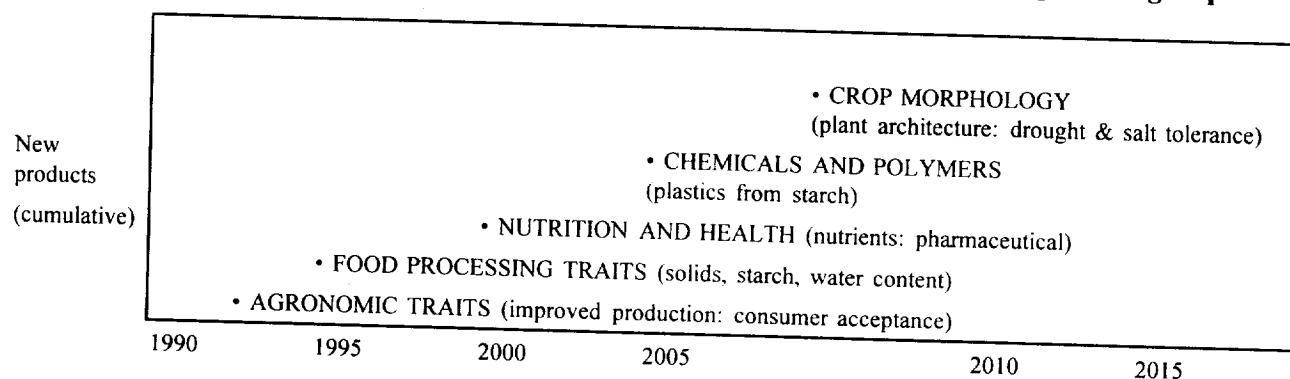 • CROP MORPHOLOGY
(plant architecture: drought & salt tolerance)
New
products
(cumulative)
• CHEMICALS AND POLYMERS
(plastics from starch)
• NUTRITION AND HEALTH (nutrients: pharmaceutical)
• FOOD PROCESSING TRAITS (solids, starch, water content)
• AGRONOMIC TRAITS (improved production: consumer acceptance)
1990 1995 2000 2005 2010 2015